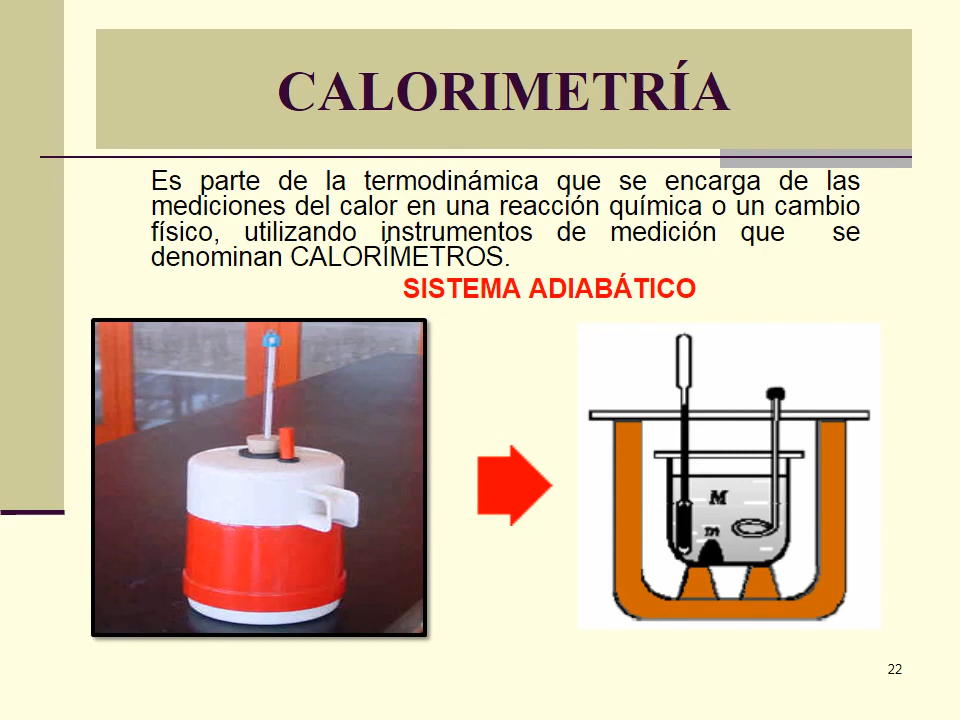 CALORIMETRÍA
Es parte de la termodinámica que se encarga de las
mediciones del calor en una reacción química o un cambio
físico, utilizando instrumentos de medición que se
denominan CALORÍMETROS.
SISTEMA ADIABÁTICO
M
m
22